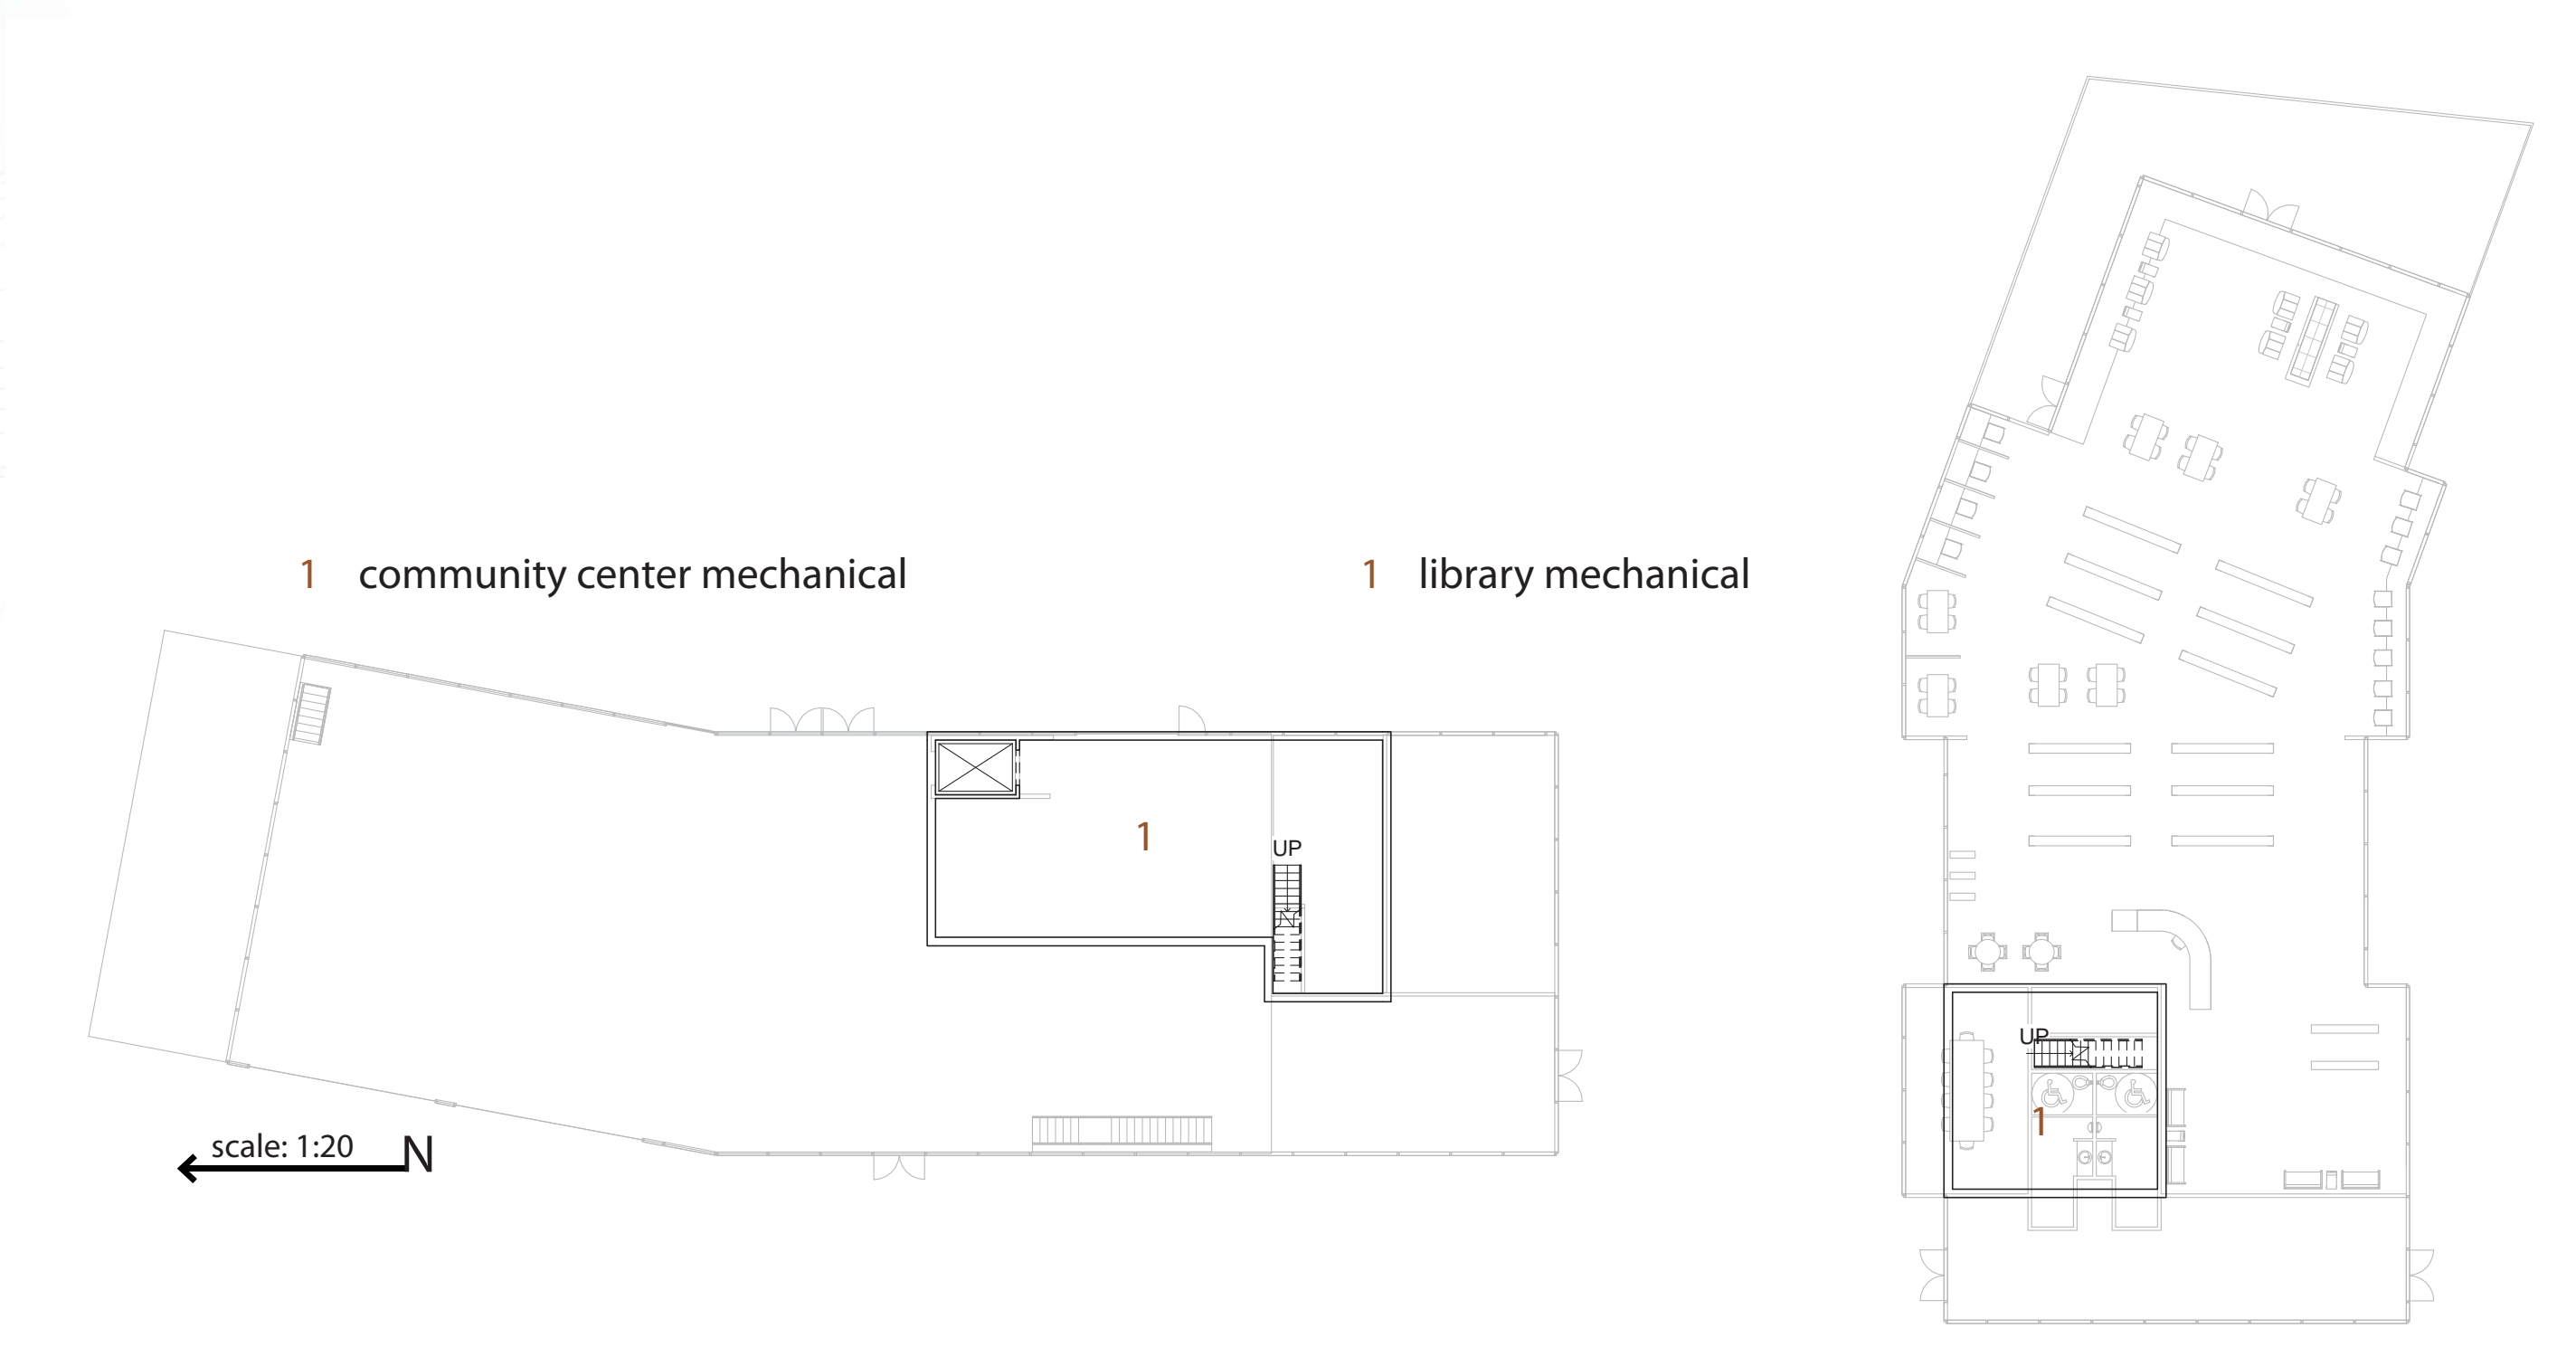 1 community center mechanical
1 library mechanical
1
UP
UP
1
scale: 1:20
N